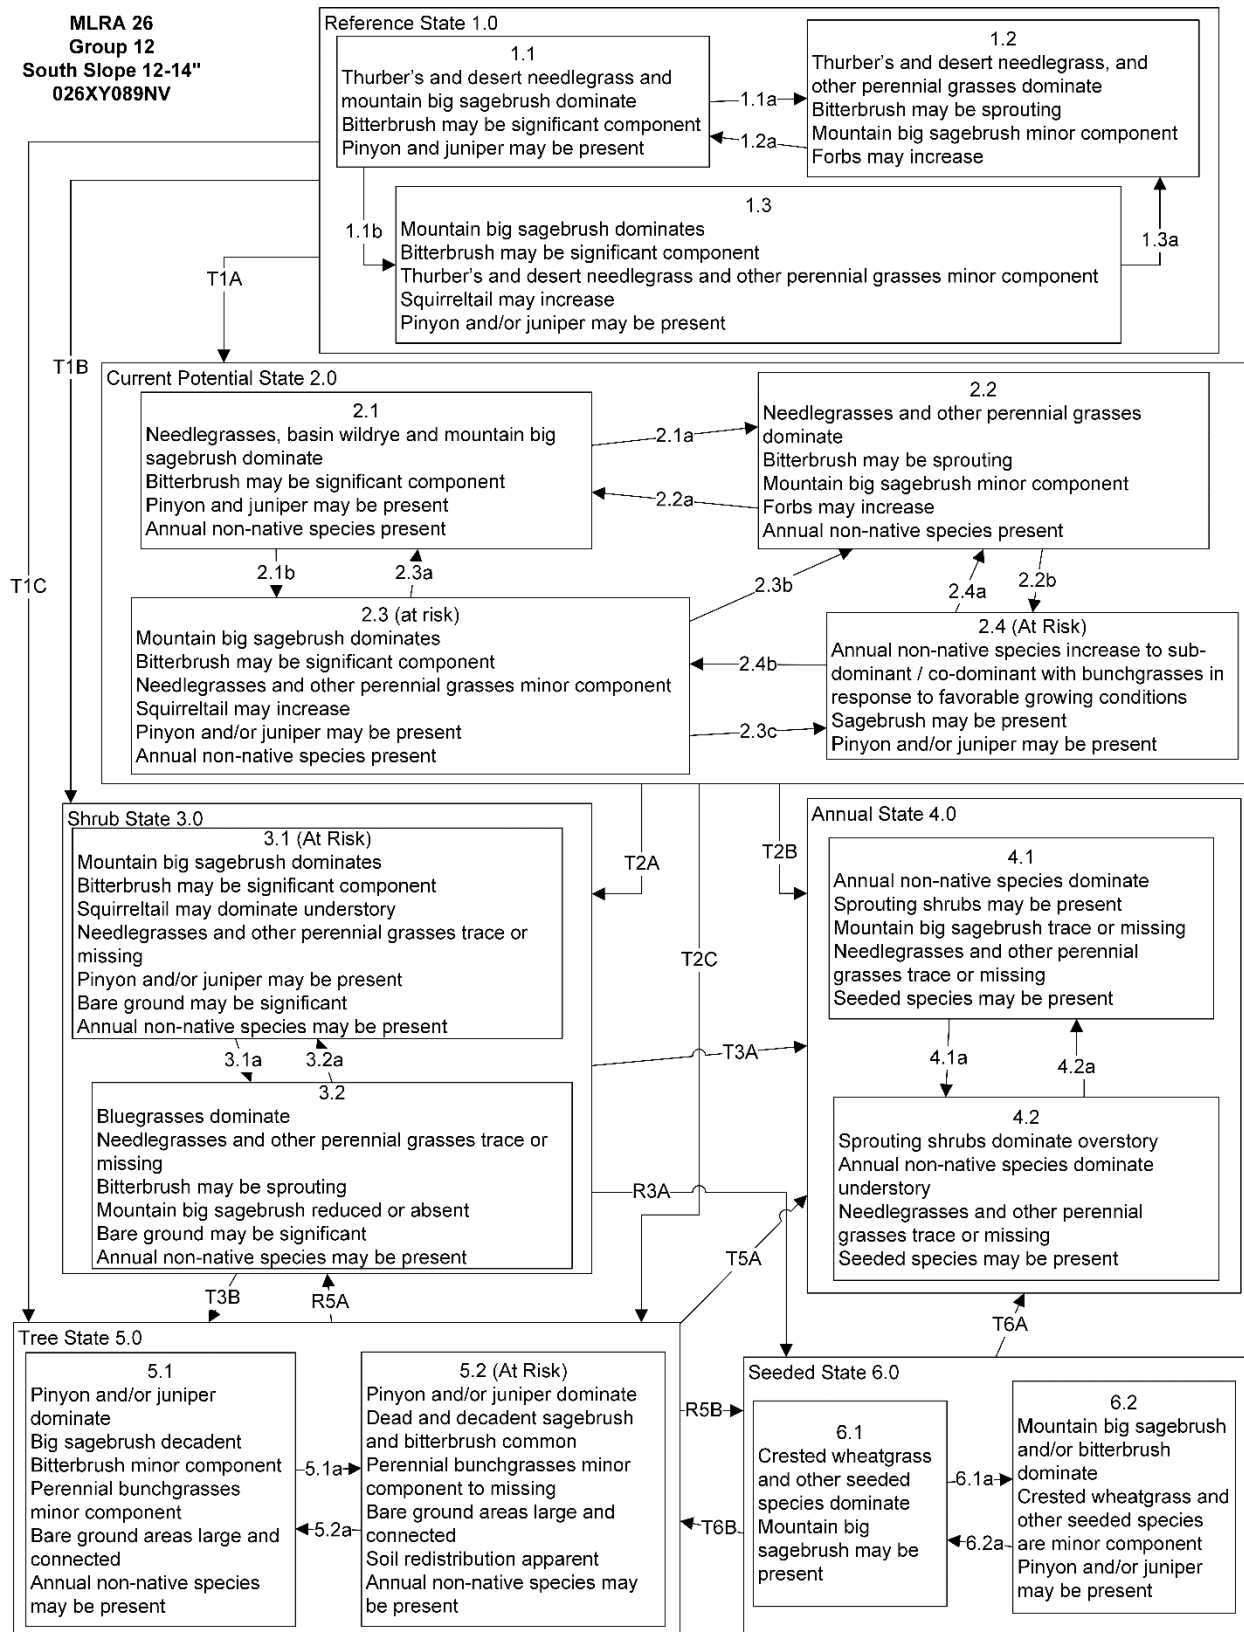 MLRA 26
Group 12
South Slope 12-14"
026XY089NV
Reference State 1.0
1.1
Thurber's and desert needlegrass and
mountain big sagebrush dominate
Bitterbrush may be significant component
Pinyon and juniper may be present
1.1a
1.2a
1.2
Thurber's and desert needlegrass, and
other perennial grasses dominate
Bitterbrush may be sprouting
Mountain big sagebrush minor component
Forbs may increase
1.1b
1.3
Mountain big sagebrush dominates
Bitterbrush may be significant component
Thurber's and desert needlegrass and other perennial grasses minor component
Squirreltail may increase
Pinyon and/or juniper may be present
1.3a
T1A
T1B
T1C
Current Potential State 2.0
2.1
Needlegrasses, basin wildrye and mountain big
sagebrush dominate
Bitterbrush may be significant component
Pinyon and juniper may be present
Annual non-native species present
2.1a
2.2a
2.2
Needlegrasses and other perennial grasses
dominate
Bitterbrush may be sprouting
Mountain big sagebrush minor component
Forbs may increase
Annual non-native species present
2.1b
2.3a
2.3b
2.4a
2.2b
2.3 (at risk)
Mountain big sagebrush dominates
Bitterbrush may be significant component
Needlegrasses and other perennial grasses minor component
Squirreltail may increase
Pinyon and/or juniper may be present
Annual non-native species present
2.4b
2.3c
2.4 (At Risk)
Annual non-native species increase to sub-
dominant / co-dominant with bunchgrasses in
response to favorable growing conditions
Sagebrush may be present
Pinyon and/or juniper may be present
T2A
T2B
T2C
Shrub State 3.0
3.1 (At Risk)
Mountain big sagebrush dominates
Bitterbrush may be significant component
Squirreltail may dominate understory
Needlegrasses and other perennial grasses trace or
missing
Pinyon and/or juniper may be present
Bare ground may be significant
Annual non-native species may be present
3.1a
3.2a
3.2
Bluegrasses dominate
Needlegrasses and other perennial grasses trace or
missing
Bitterbrush may be sprouting
Mountain big sagebrush reduced or absent
Bare ground may be significant
Annual non-native species may be present
T3A
R3A
T5A
T3B
R5A
Annual State 4.0
4.1
Annual non-native species dominate
Sprouting shrubs may be present
Mountain big sagebrush trace or missing
Needlegrasses and other perennial
grasses trace or missing
Seeded species may be present
4.1a
4.2a
4.2
Sprouting shrubs dominate overstory
Annual non-native species dominate
understory
Needlegrasses and other perennial
grasses trace or missing
Seeded species may be present
T6A
Tree State 5.0
5.1
Pinyon and/or juniper
dominate
Big sagebrush decadent
Bitterbrush minor component
Perennial bunchgrasses
minor component
Bare ground areas large and
connected
Annual non-native species
may be present
5.1a
5.2a
5.2 (At Risk)
Pinyon and/or juniper dominate
Dead and decadent sagebrush
and bitterbrush common
Perennial bunchgrasses minor
component to missing
Bare ground areas large and
connected
Soil redistribution apparent
Annual non-native species may
be present
R5B
T6B
Seeded State 6.0
6.1
Crested wheatgrass
and other seeded
species dominate
Mountain big
sagebrush may be
present
6.1a
6.2a
6.2
Mountain big sagebrush
and/or bitterbrush
dominate
Crested wheatgrass and
other seeded species
are minor component
Pinyon and/or juniper
may be present